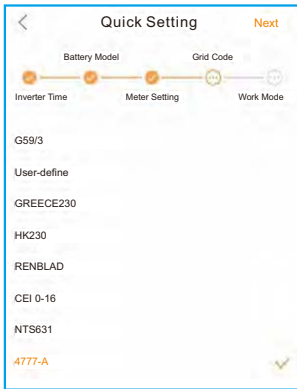 Quick Setting
Next
Battery Model
Grid Code
Inverter Time
Meter Setting
Work Mode
G59/3
User-define
GREECE230
HK230
RENBLAD
CEI 0-16
NTS631
4777-A